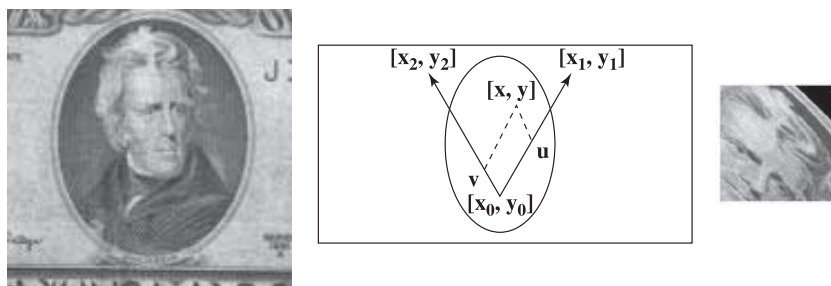 [x₂, y₂]
[x₁, y₁]
[x, y]
u
v
[x₀, y₀]
J